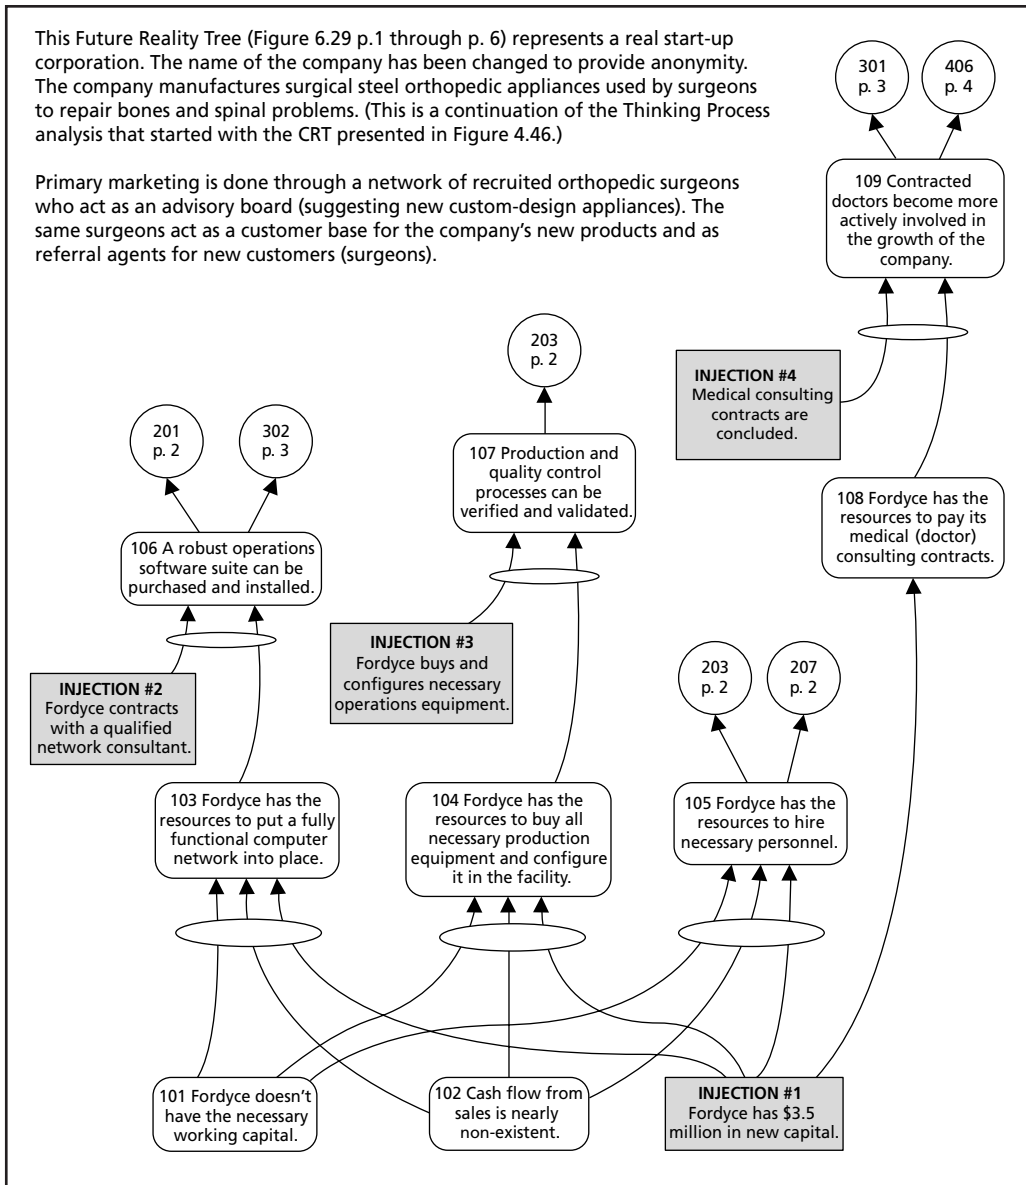 This Future Reality Tree (Figure 6.29 p.1 through p. 6) represents a real start-up
corporation. The name of the company has been changed to provide anonymity.
The company manufactures surgical steel orthopedic appliances used by surgeons
to repair bones and spinal problems. (This is a continuation of the Thinking Process
analysis that started with the CRT presented in Figure 4.46.)
Primary marketing is done through a network of recruited orthopedic surgeons
who act as an advisory board (suggesting new custom-design appliances). The
same surgeons act as a customer base for the company’s new products and as
referral agents for new customers (surgeons).
301
p. 3
406
p. 4
109 Contracted
doctors become more
actively involved in
the growth of the
company.
203
p. 2
INJECTION #4
Medical consulting
contracts are
concluded.
201
p. 2
302
p. 3
107 Production and
quality control
processes can be
verified and validated.
108 Fordyce has the
resources to pay its
medical (doctor)
consulting contracts.
106 A robust operations
software suite can be
purchased and installed.
INJECTION #3
Fordyce buys and
configures necessary
operations equipment.
INJECTION #2
Fordyce contracts
with a qualified
network consultant.
203
p. 2
207
p. 2
103 Fordyce has the
resources to put a fully
functional computer
network into place.
104 Fordyce has the
resources to buy all
necessary production
equipment and configure
it in the facility.
105 Fordyce has the
resources to hire
necessary personnel.
101 Fordyce doesn’t
have the necessary
working capital.
102 Cash flow from
sales is nearly
non-existent.
INJECTION #1
Fordyce has $3.5
million in new capital.